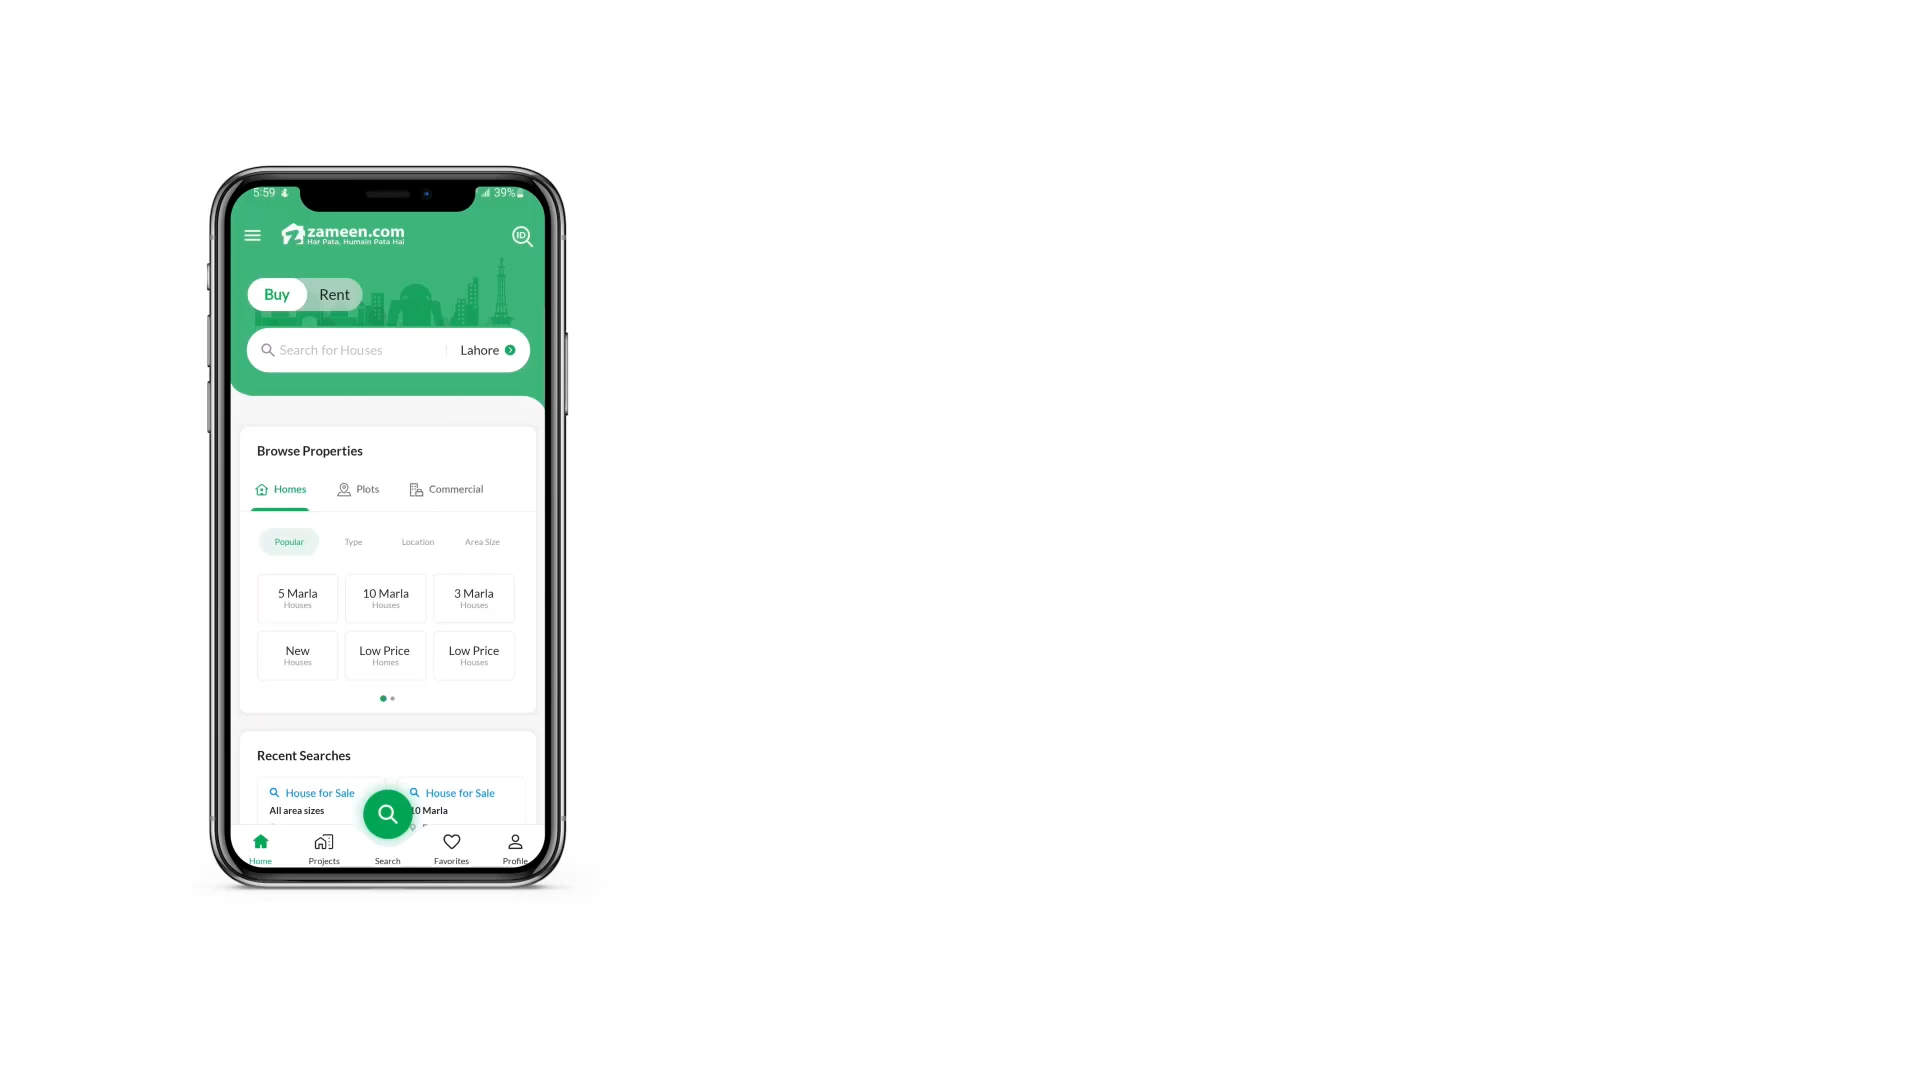 5:59
39%
zameen.com
Har Pata, Humain Pata Hai
ID
Buy
Rent
Search for Houses
Lahore
Browse Properties
Homes
Plots
Commercial
Popular
Type
Location
Area Size
5 Marla
Houses
10 Marla
Houses
3 Marla
Houses
New
Houses
Low Price
Homes
Low Price
Houses
Recent Searches
House for Sale
All area sizes
House for Sale
10 Marla
Home
Projects
Search
Favorites
Profile